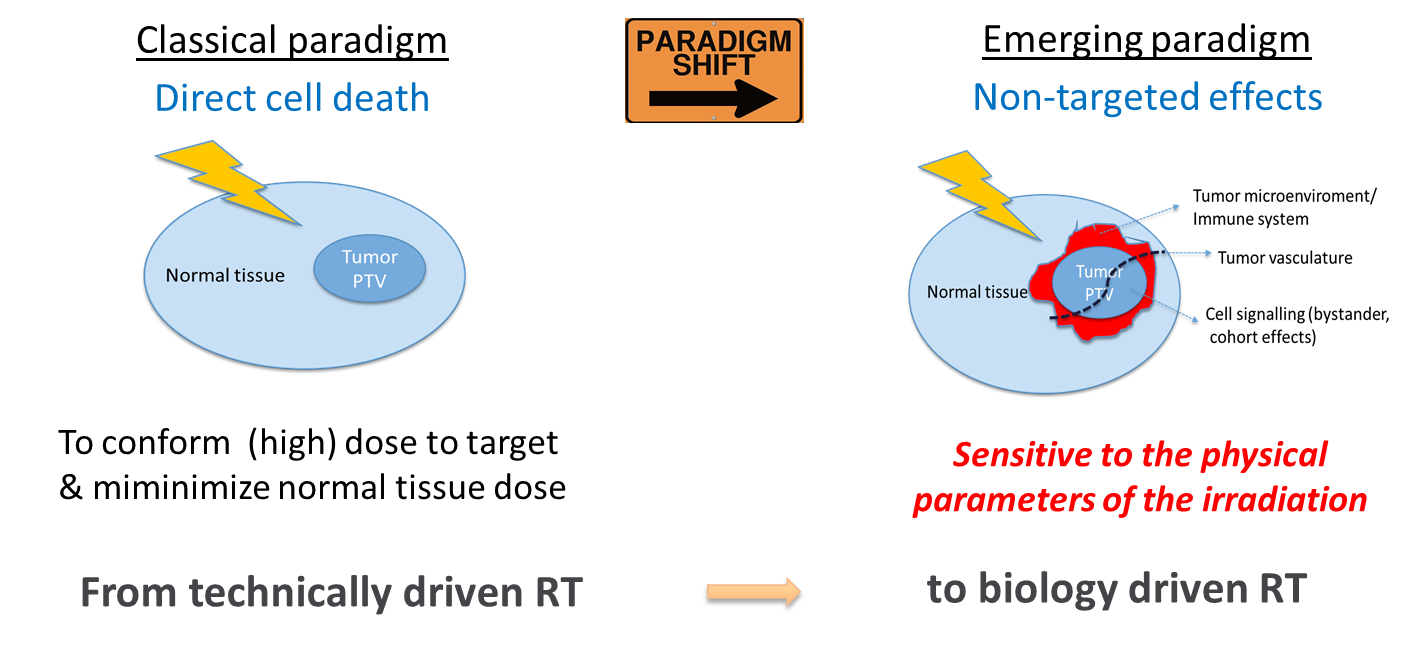 Classical paradigm
Direct cell death
Normal tissue
Tumor
PTV
To conform (high) dose to target
& miminimize normal tissue dose
From technically driven RT
PARADIGM
SHIFT
Emerging paradigm
Non-targeted effects
Tumor microenviroment/
Immune system
Tumor vasculature
Cell signalling (bystander,
cohort effects)
Normal tissue
Tumor
PTV
Sensitive to the physical
parameters of the irradiation
to biology driven RT